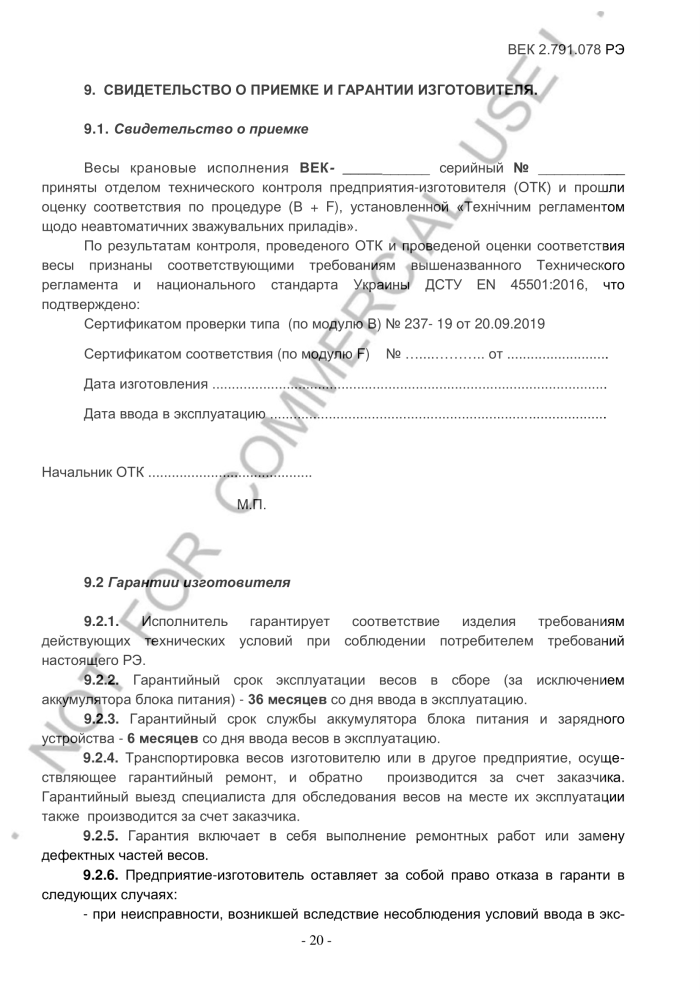 ВЕК 2.791.078 РЭ
9. СВИДЕТЕЛЬСТВО О ПРИЕМКЕ И ГАРАНТИИ ИЗГОТОВИТЕЛЯ.
9.1. Свидетельство о приемке
Весы крановые исполнения ВЕК- ___________ серийный № ___________
приняты отделом технического контроля предприятия-изготовителя (ОТК) и прошли
оценку соответствия по процедуре (В + F), установленной «Технічним регламентом
щодо неавтоматичних зважувальних приладів».
По результатам контроля, проведеного ОТК и проведеной оценки соответствия
весы признаны соответствующими требованиям вышеназванного Технического
регламента и национального стандарта Украины ДСТУ EN 45501:2016, что
подтверждено:
Сертификатом проверки типа (по модулю В) № 237- 19 от 20.09.2019
Сертификатом соответствия (по модулю F) № …...……….. от ..........................
Дата изготовления .....................................................................................................
Дата ввода в эксплуатацию ......................................................................................
Начальник ОТК ..........................................
М.П.
9.2 Гарантии изготовителя
9.2.1. Исполнитель гарантирует соответствие изделия требованиям
действующих технических условий при соблюдении потребителем требований
настоящего РЭ.
9.2.2. Гарантийный срок эксплуатации весов в сборе (за исключением
аккумулятора блока питания) - 36 месяцев со дня ввода в эксплуатацию.
9.2.3. Гарантийный срок службы аккумулятора блока питания и зарядного
устройства - 6 месяцев со дня ввода весов в эксплуатацию.
9.2.4. Транспортировка весов изготовителю или в другое предприятие, осуще-
ствляющее гарантийный ремонт, и обратно производится за счет заказчика.
Гарантийный выезд специалиста для обследования весов на месте их эксплуатации
также производится за счет заказчика.
9.2.5. Гарантия включает в себя выполнение ремонтных работ или замену
дефектных частей весов.
9.2.6. Предприятие-изготовитель оставляет за собой право отказа в гаранти в
следующих случаях:
- при неисправности, возникшей вследствие несоблюдения условий ввода в экс-
- 20 -
. NOT FOR COMMERCIAL USE ! .